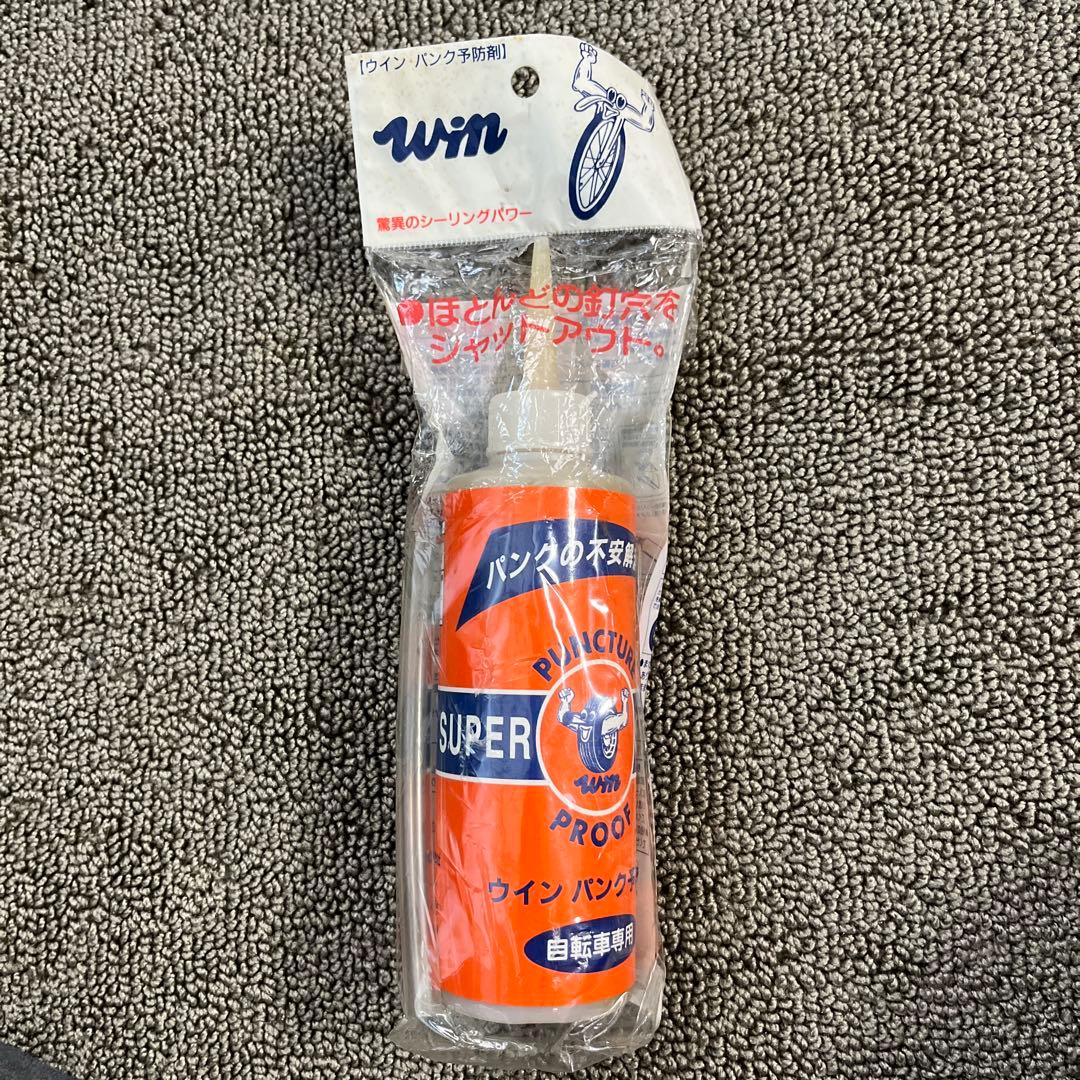 【ウイン パンク予防剤】
win
驚異のシーリングパワー
●ほとんどの釘穴を
シャットアウト。
パンクの不安解
PUNCTURE
SUPER
win
PROOF
ウイン パンク予
自転車専用